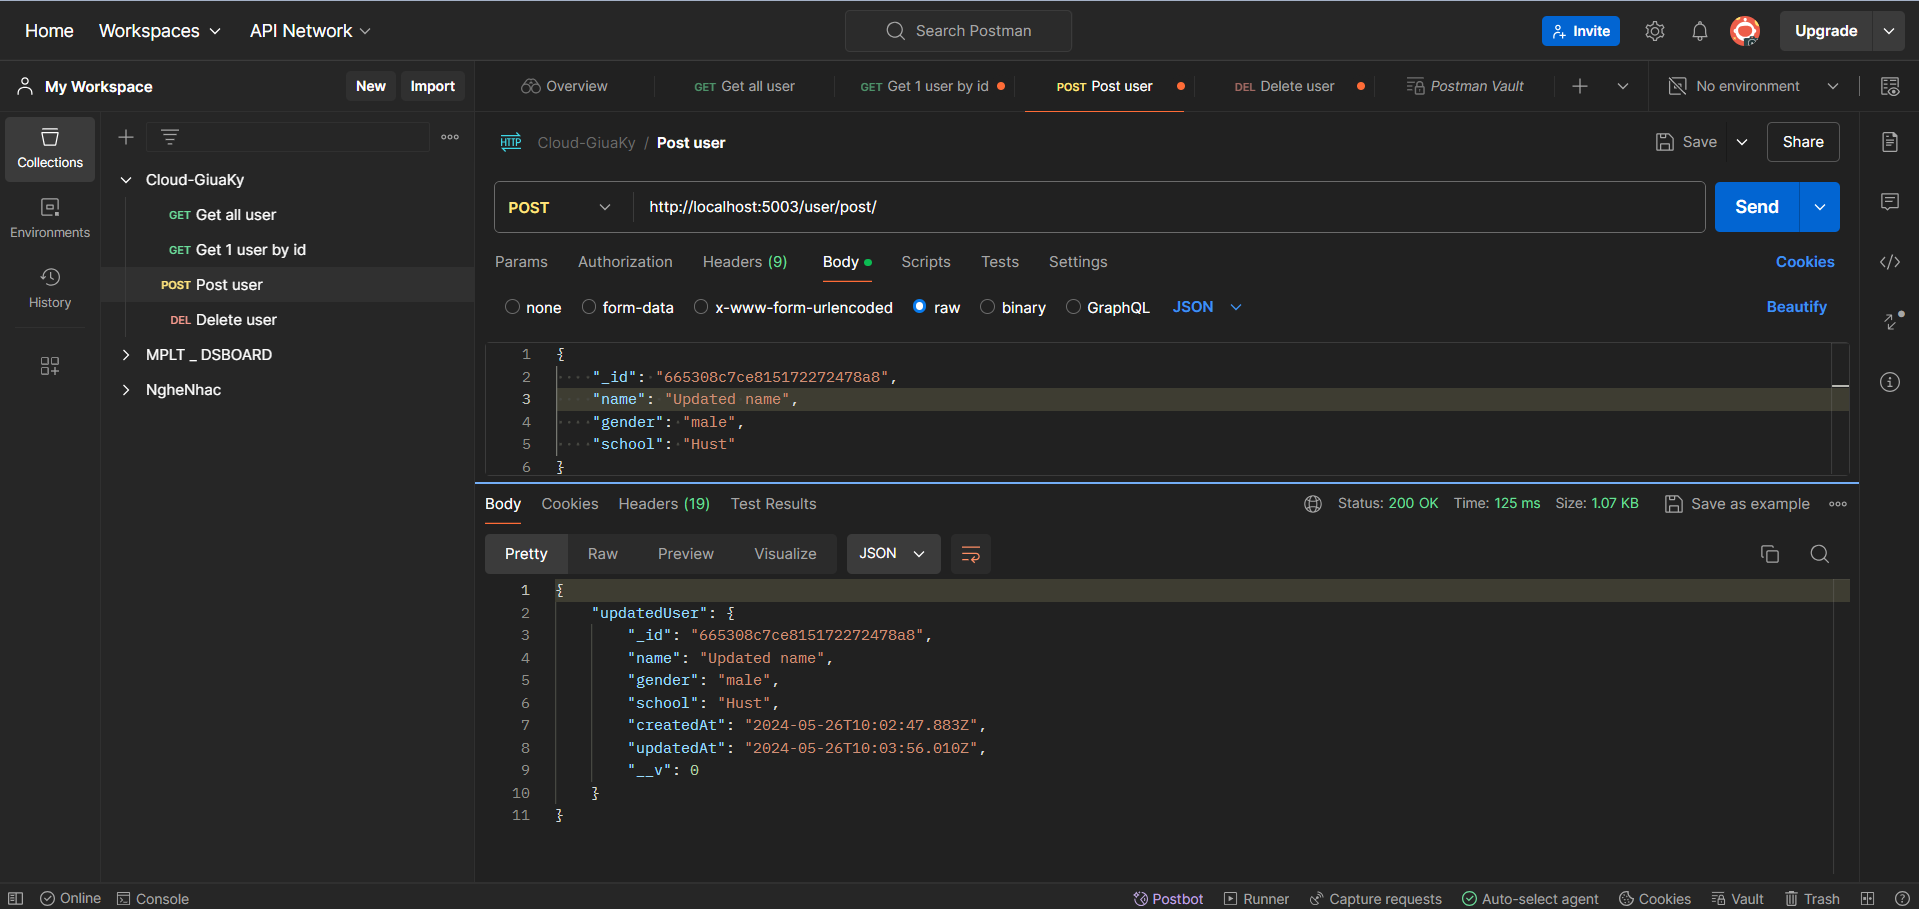 Home Workspaces API Network Search Postman Invite Upgrade
My Workspace New Import Overview GET Get all user GET Get 1 user by id POST Post user DEL Delete user Postman Vault No environment
Collections
Environments
History
Cloud-GiuaKy
GET Get all user
GET Get 1 user by id
POST Post user
DEL Delete user
MPLT _ DSBOARD
NgheNhac
HTTP Cloud-GiuaKy / Post user Save Share
POST http://localhost:5003/user/post/ Send
Params Authorization Headers (9) Body Scripts Tests Settings Cookies
none form-data x-www-form-urlencoded raw binary GraphQL JSON Beautify
1 {
2 "_id": "665308c7ce815172272478a8",
3 "name": "Updated name",
4 "gender": "male",
5 "school": "Hust"
6 }
Body Cookies Headers (19) Test Results Status: 200 OK Time: 125 ms Size: 1.07 KB Save as example
Pretty Raw Preview Visualize JSON
1 {
2 "updatedUser": {
3 "_id": "665308c7ce815172272478a8",
4 "name": "Updated name",
5 "gender": "male",
6 "school": "Hust",
7 "createdAt": "2024-05-26T10:02:47.883Z",
8 "updatedAt": "2024-05-26T10:03:56.010Z",
9 "__v": 0
10 }
11 }
Online Console Postbot Runner Capture requests Auto-select agent Cookies Vault Trash